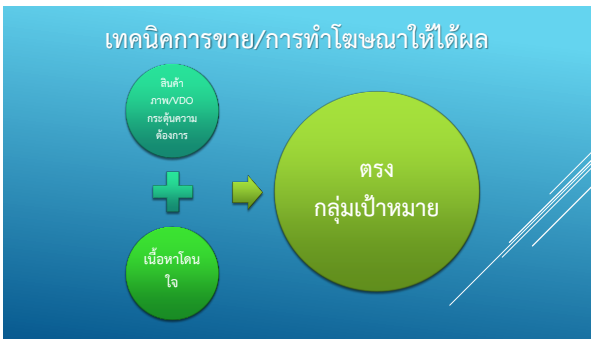 เทคนิคการขาย/การทำโฆษณาให้ได้ผล
สินค้า
ภาพ/VDO
กระตุ้นความ
ต้องการ
เนื้อหาโดน
ใจ
ตรง
กลุ่มเป้าหมาย